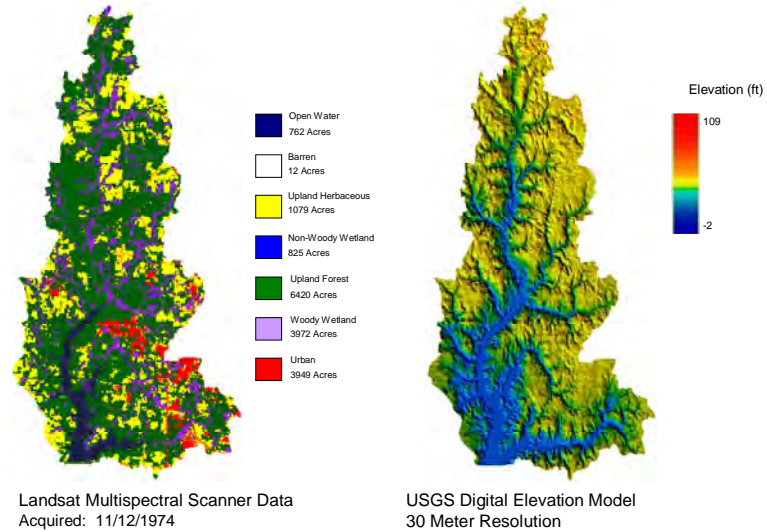 Open Water
762 Acres
Barren
12 Acres
Upland Herbaceous
1079 Acres
Non-Woody Wetland
825 Acres
Upland Forest
6420 Acres
Woody Wetland
3972 Acres
Urban
3949 Acres
Landsat Multispectral Scanner Data
Acquired: 11/12/1974
Elevation (ft)
109
-2
USGS Digital Elevation Model
30 Meter Resolution